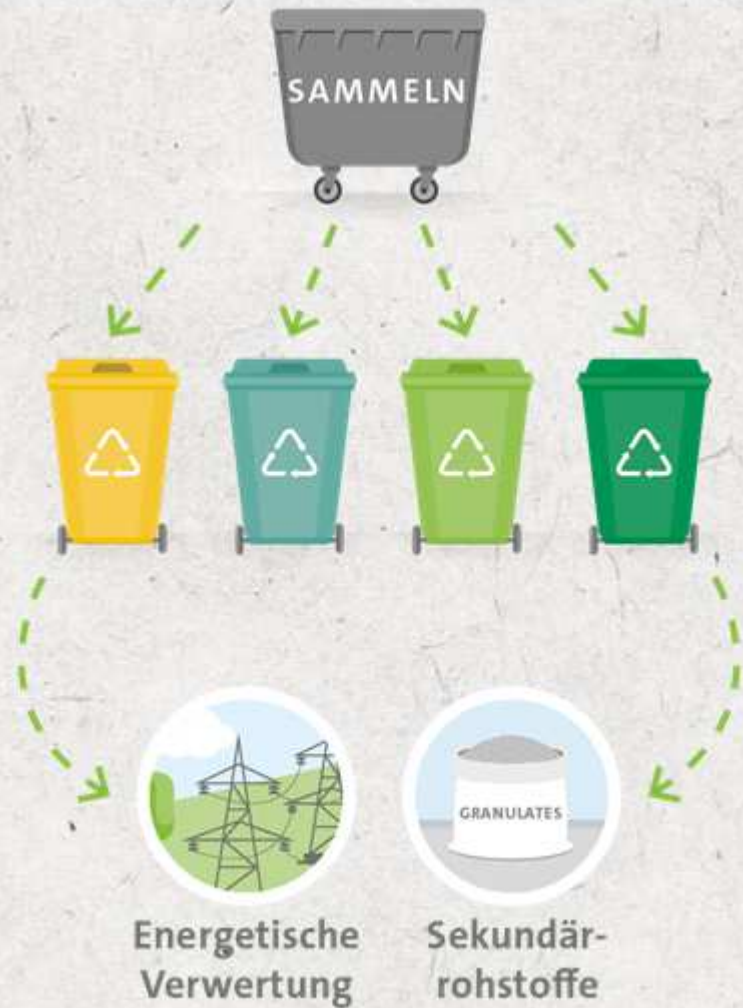 SAMMELN
GRANULATES
Energetische
Verwertung
Sekundär-
rohstoffe